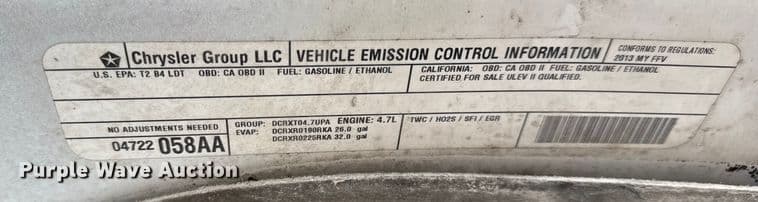 Chrysler Group LLC
VEHICLE EMISSION CONTROL INFORMATION
CONFORMS TO REGULATIONS:
2013 MY FFV
U.S. EPA: T2 B4 LDT OBD: CA OBD II FUEL: GASOLINE / ETHANOL
CALIFORNIA: OBD: CA OBD II FUEL: GASOLINE / ETHANOL
CERTIFIED FOR SALE ULEV II QUALIFIED.
NO ADJUSTMENTS NEEDED
04722 058AA
GROUP: DCRXT04.7UPA ENGINE: 4.7L
EVAP: DCRXR0190RKA 26.0 gal
DCRXR0225RKA 32.0 gal
TWC / HO2S / SFI / EGR
Purple Wave Auction